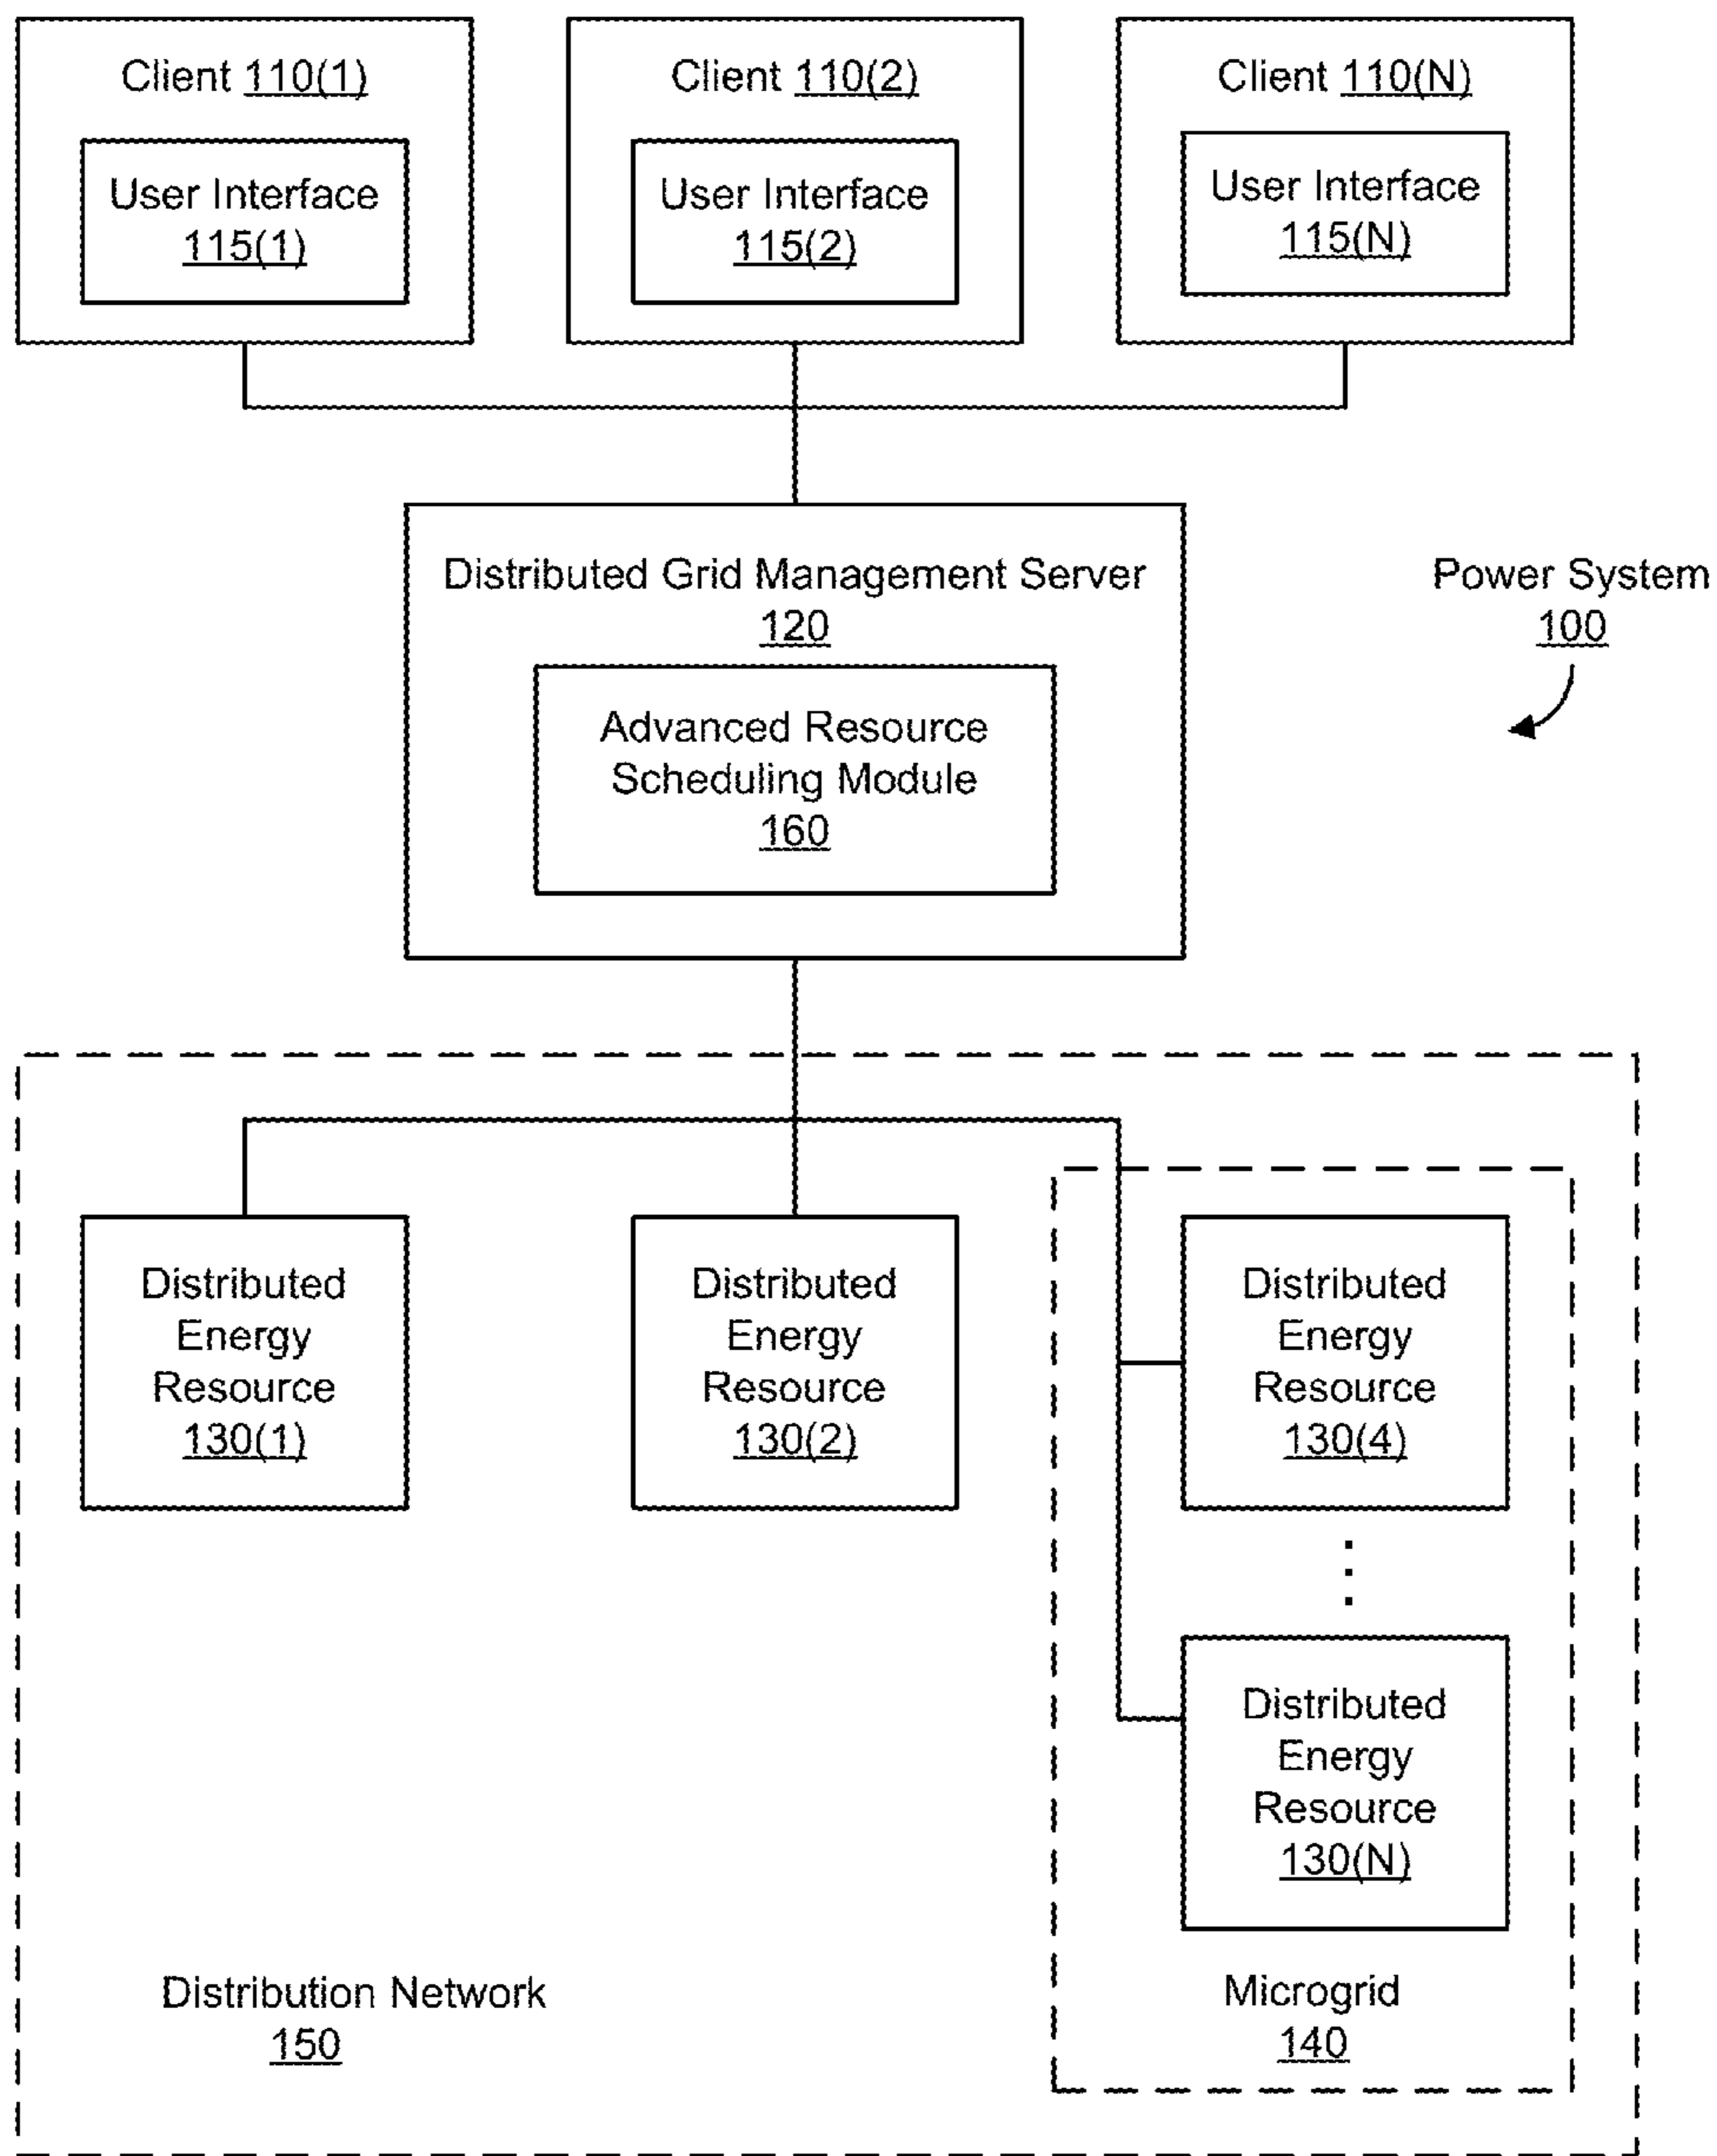 Client 110(1)
User Interface
115(1)
Client 110(2)
User Interface
115(2)
Client 110(N)
User Interface
115(N)
Distributed Grid Management Server
120
Advanced Resource
Scheduling Module
160
Power System
100
Distributed
Energy
Resource
130(1)
Distributed
Energy
Resource
130(2)
Distributed
Energy
Resource
130(4)
Distributed
Energy
Resource
130(N)
Distribution Network
150
Microgrid
140